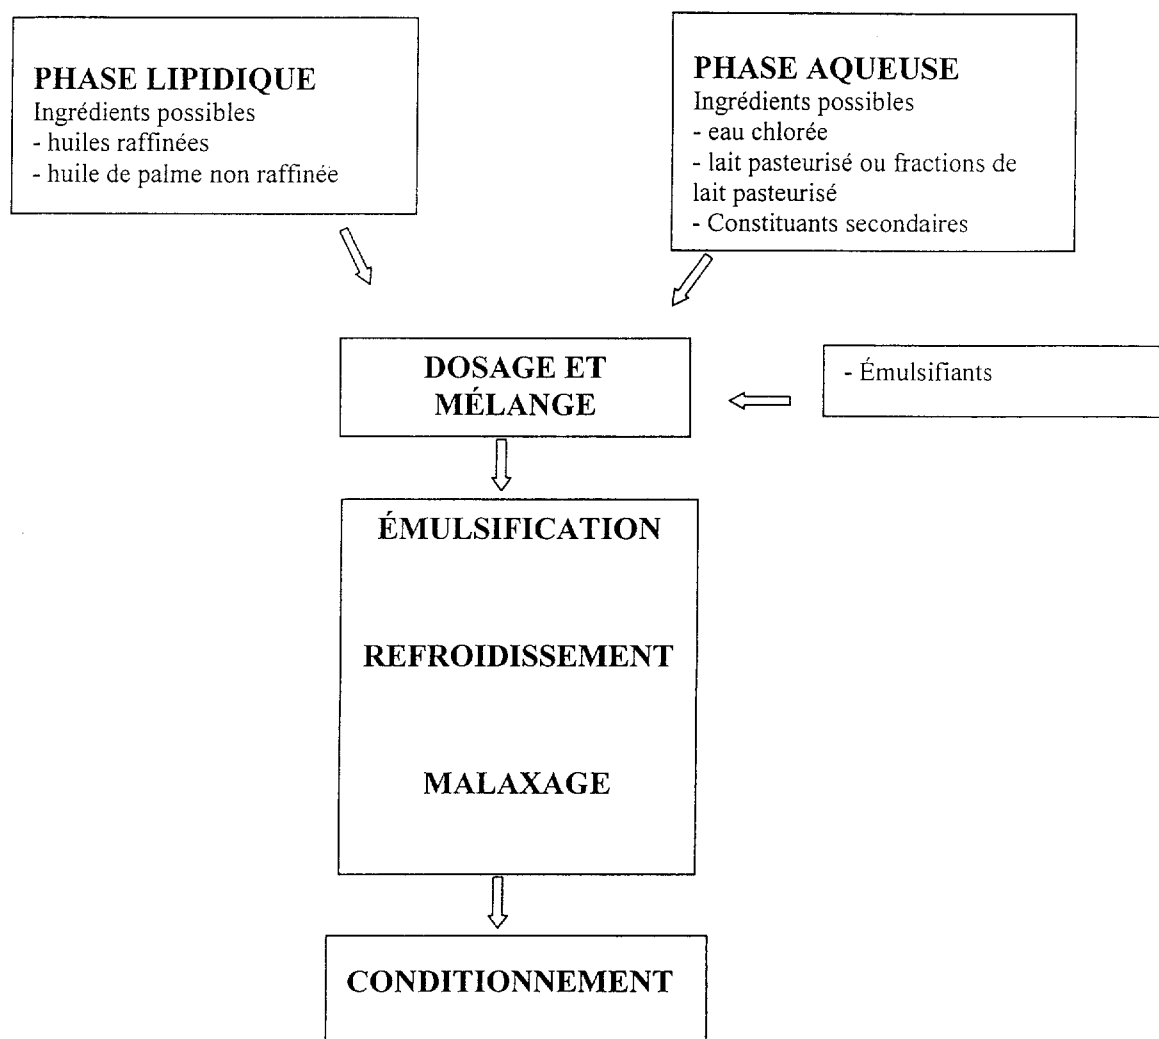 PHASE LIPIDIQUE
Ingrédients possibles
- huiles raffinées
- huile de palme non raffinée
PHASE AQUEUSE
Ingrédients possibles
- eau chlorée
- lait pasteurisé ou fractions de
lait pasteurisé
- Constituants secondaires
DOSAGE ET
MÉLANGE
- Émulsifiants
ÉMULSIFICATION
REFROIDISSEMENT
MALAXAGE
CONDITIONNEMENT